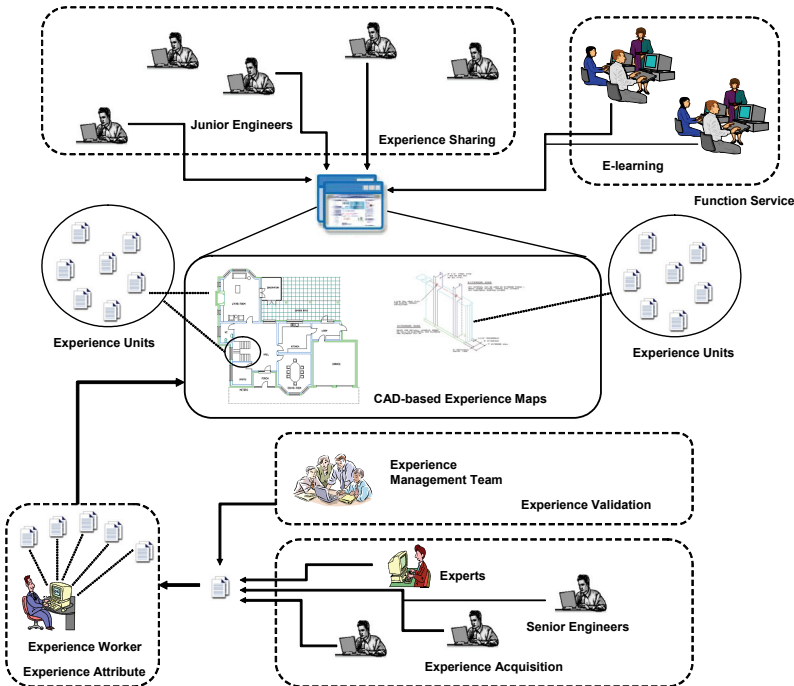 Junior Engineers
Experience Sharing
E-learning
Function Service
Experience Units
Experience Units
CAD-based Experience Maps
Experience
Management Team
Experience Validation
Experts
Senior Engineers
Experience Acquisition
Experience Worker
Experience Attribute